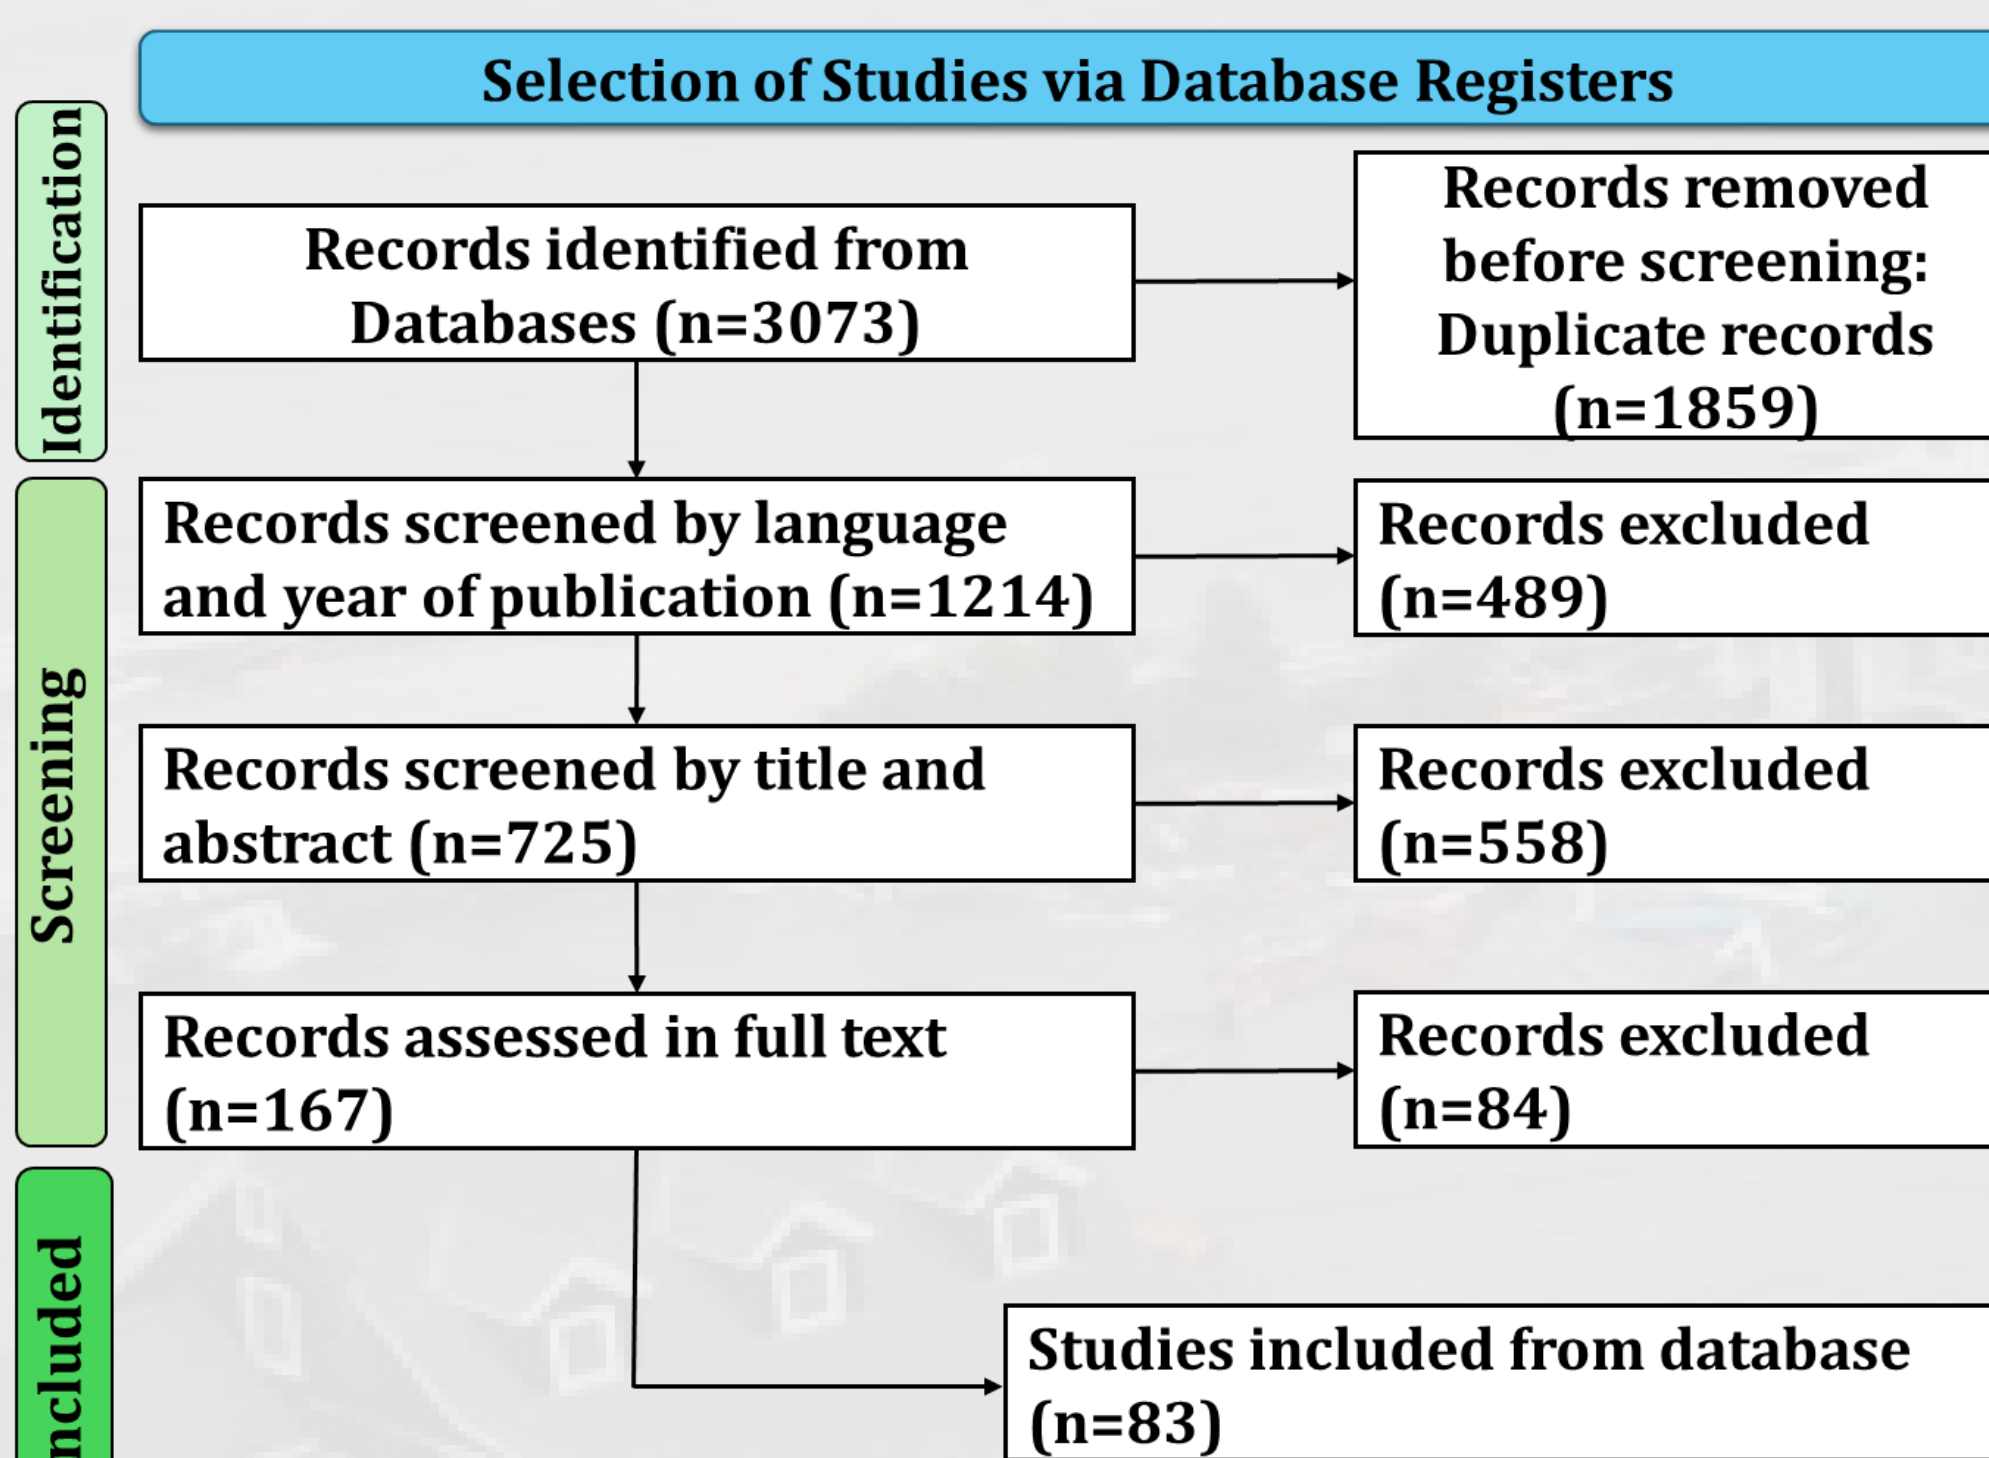 Selection of Studies via Database Registers
Identification
Records identified from
Databases (n=3073)
Records removed
before screening:
Duplicate records
(n=1859)
Screening
Records screened by language
and year of publication (n=1214)
Records excluded
(n=489)
Records screened by title and
abstract (n=725)
Records excluded
(n=558)
Records assessed in full text
(n=167)
Records excluded
(n=84)
ncluded
Studies included from database
(n=83)